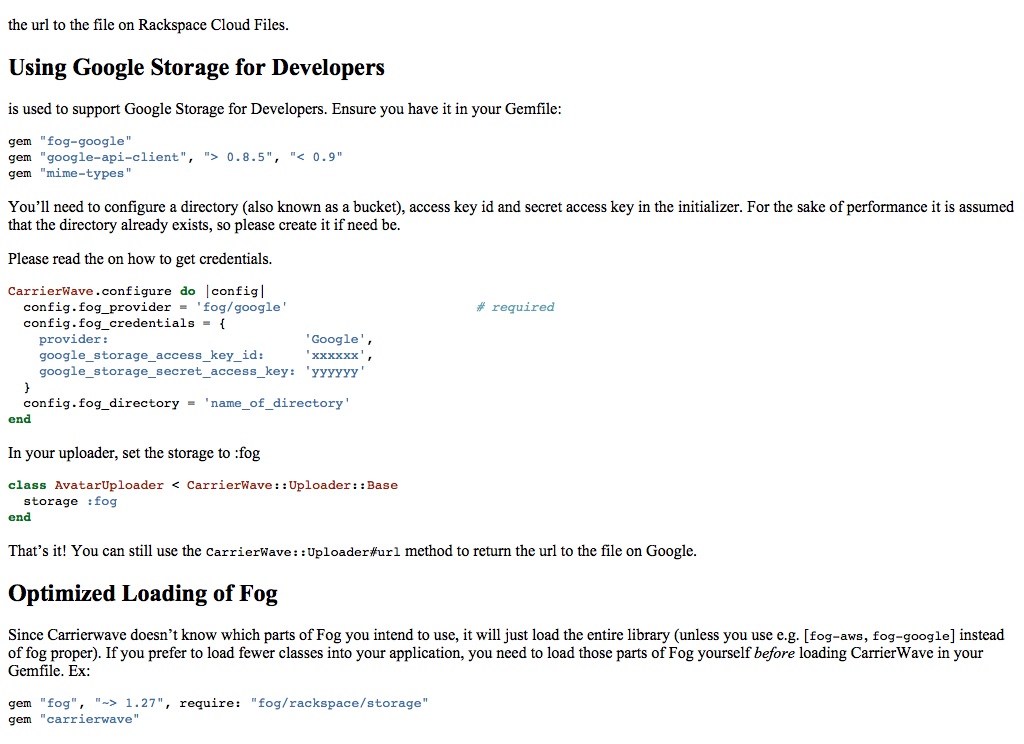 the url to the file on Rackspace Cloud Files.
Using Google Storage for Developers
is used to support Google Storage for Developers. Ensure you have it in your Gemfile:
gem "fog-google"
gem "google-api-client", "> 0.8.5", "< 0.9"
gem "mime-types"
You'll need to configure a directory (also known as a bucket), access key id and secret access key in the initializer. For the sake of performance it is assumed
that the directory already exists, so please create it if need be.
Please read the on how to get credentials.
CarrierWave.configure do |config|
  config.fog_provider = 'fog/google'                        # required
  config.fog_credentials = {
    provider:                         'Google',
    google_storage_access_key_id:     'xxxxxx',
    google_storage_secret_access_key: 'yyyyyy'
  }
  config.fog_directory = 'name_of_directory'
end
In your uploader, set the storage to :fog
class AvatarUploader < CarrierWave::Uploader::Base
  storage :fog
end
That's it! You can still use the CarrierWave::Uploader#url method to return the url to the file on Google.
Optimized Loading of Fog
Since Carrierwave doesn't know which parts of Fog you intend to use, it will just load the entire library (unless you use e.g. [fog-aws, fog-google] instead
of fog proper). If you prefer to load fewer classes into your application, you need to load those parts of Fog yourself before loading CarrierWave in your
Gemfile. Ex:
gem "fog", "~> 1.27", require: "fog/rackspace/storage"
gem "carrierwave"